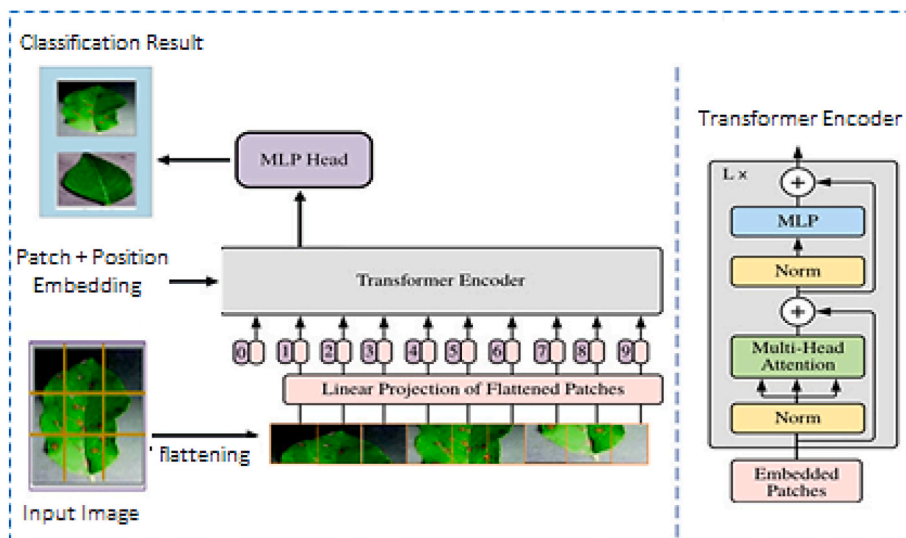 Classification Result
MLP Head
Patch + Position
Embedding
Transformer Encoder
0 1 2 3 4 5 6 7 8 9
Linear Projection of Flattened Patches
flattening
Input Image
Transformer Encoder
L ×
+
MLP
Norm
+
Multi-Head
Attention
Norm
Embedded
Patches